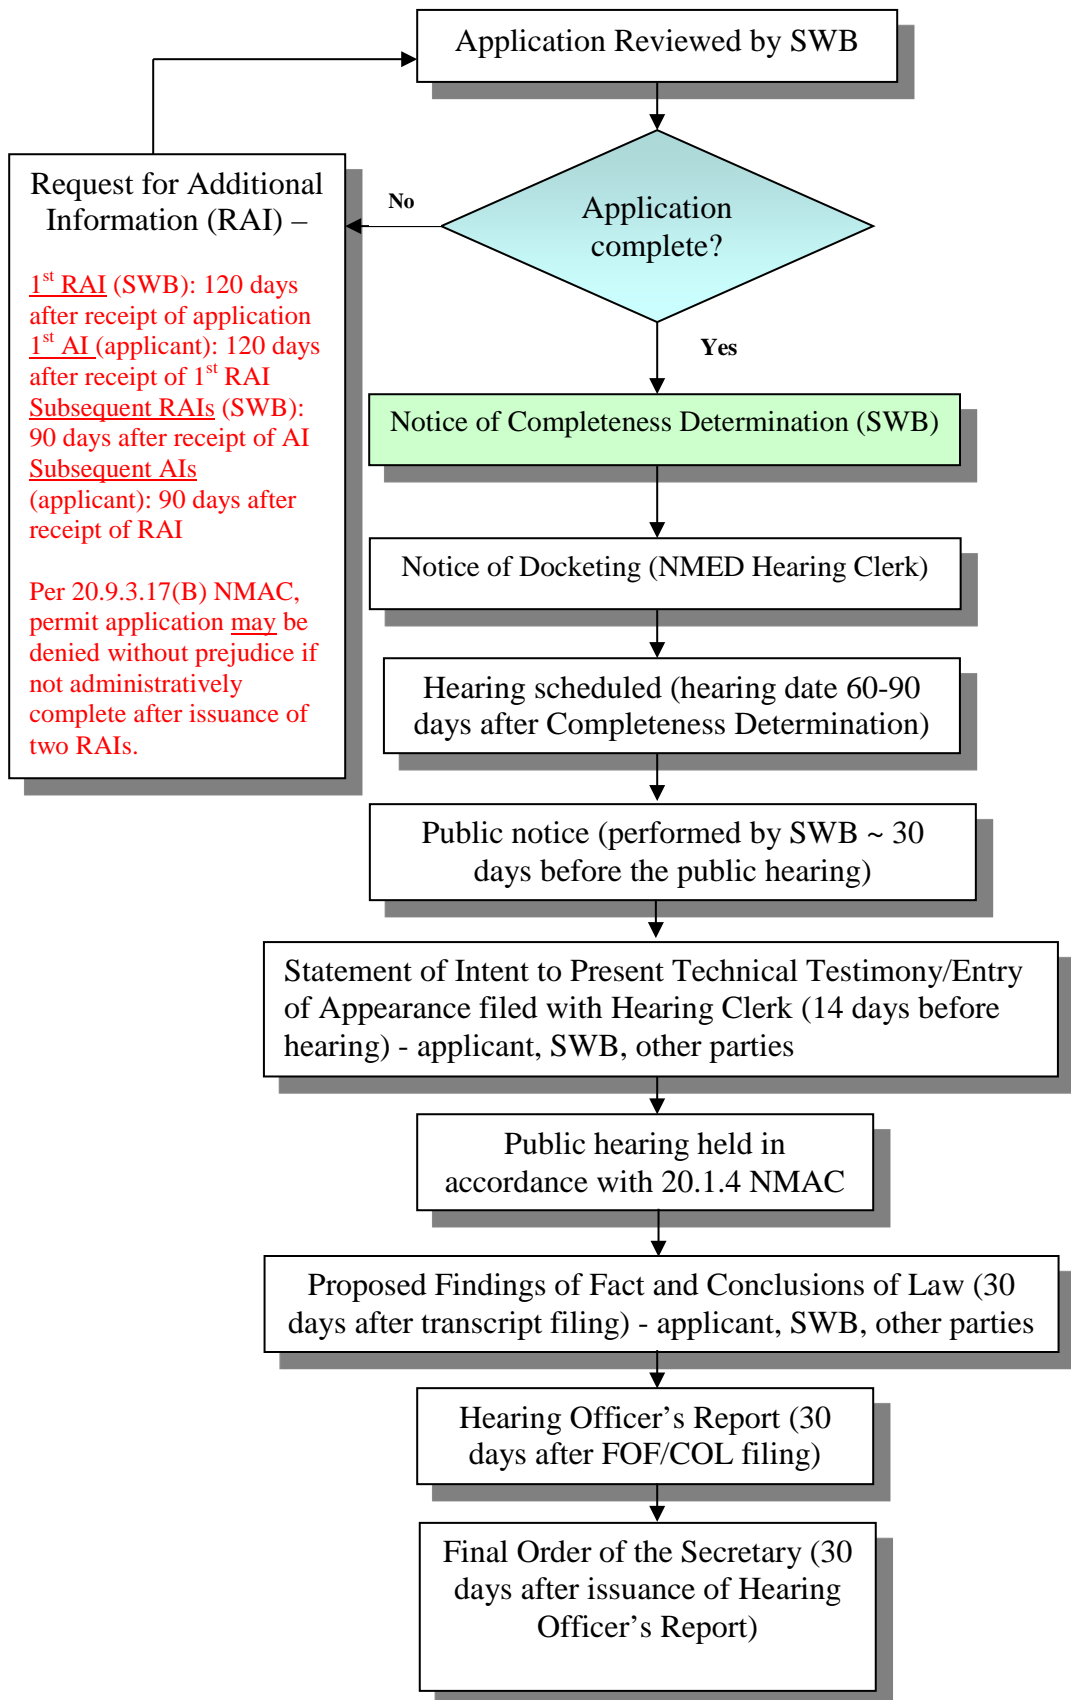 Application Reviewed by SWB
Application
complete?
No
Yes
Request for Additional
Information (RAI) –
1st RAI (SWB): 120 days
after receipt of application
1st AI (applicant): 120 days
after receipt of 1st RAI
Subsequent RAIs (SWB):
90 days after receipt of AI
Subsequent AIs
(applicant): 90 days after
receipt of RAI
Per 20.9.3.17(B) NMAC,
permit application may be
denied without prejudice if
not administratively
complete after issuance of
two RAIs.
Notice of Completeness Determination (SWB)
Notice of Docketing (NMED Hearing Clerk)
Hearing scheduled (hearing date 60-90
days after Completeness Determination)
Public notice (performed by SWB ~ 30
days before the public hearing)
Statement of Intent to Present Technical Testimony/Entry
of Appearance filed with Hearing Clerk (14 days before
hearing) - applicant, SWB, other parties
Public hearing held in
accordance with 20.1.4 NMAC
Proposed Findings of Fact and Conclusions of Law (30
days after transcript filing) - applicant, SWB, other parties
Hearing Officer’s Report (30
days after FOF/COL filing)
Final Order of the Secretary (30
days after issuance of Hearing
Officer’s Report)